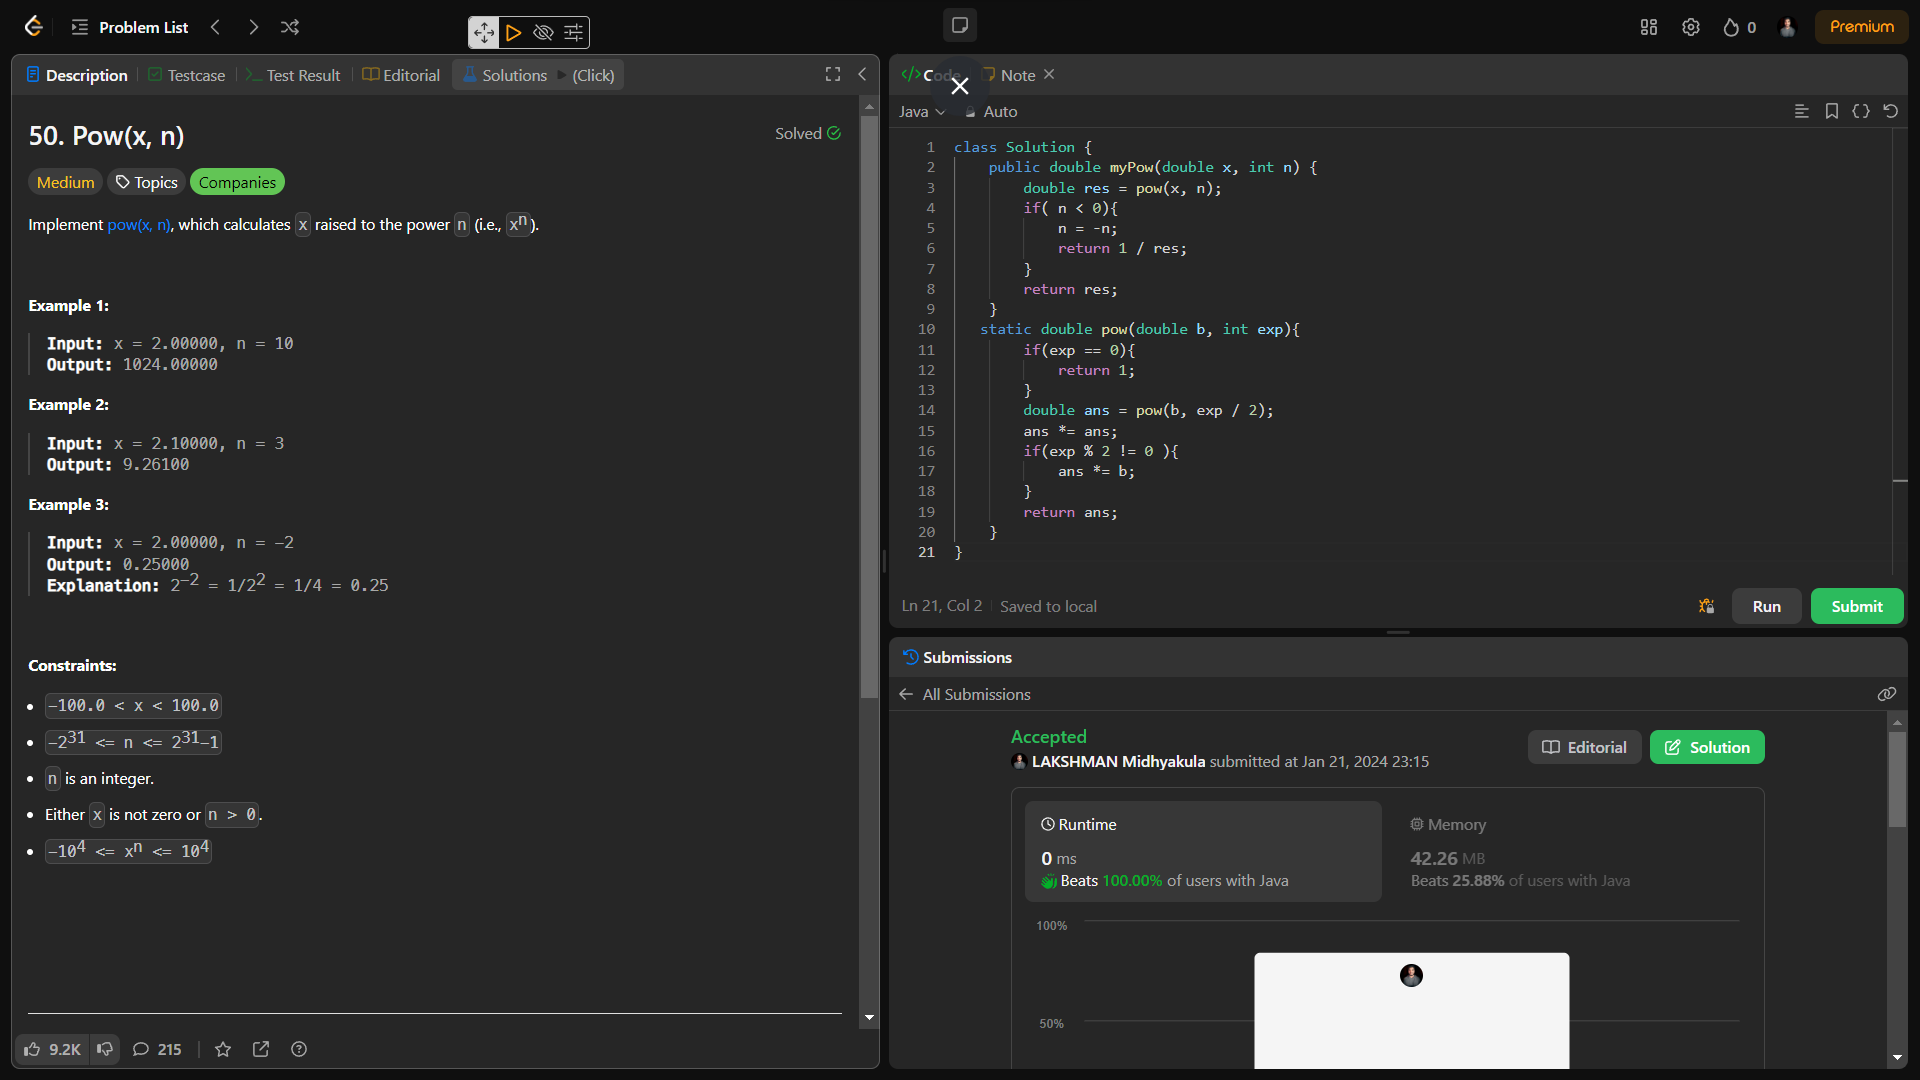 Problem List
0
Premium
Description
Testcase
Test Result
Editorial
Solutions (Click)
50. Pow(x, n)
Solved
Medium
Topics
Companies
Implement pow(x, n), which calculates x raised to the power n (i.e., xⁿ).
Example 1:
Input: x = 2.00000, n = 10
Output: 1024.00000
Example 2:
Input: x = 2.10000, n = 3
Output: 9.26100
Example 3:
Input: x = 2.00000, n = -2
Output: 0.25000
Explanation: 2⁻² = 1/2² = 1/4 = 0.25
Constraints:
• -100.0 < x < 100.0
• -2³¹ <= n <= 2³¹-1
• n is an integer.
• Either x is not zero or n > 0.
• -10⁴ <= xⁿ <= 10⁴
9.2K
215
</> Code
Note
Java
Auto
1 class Solution {
2 public double myPow(double x, int n) {
3 double res = pow(x, n);
4 if( n < 0){
5 n = -n;
6 return 1 / res;
7 }
8 return res;
9 }
10 static double pow(double b, int exp){
11 if(exp == 0){
12 return 1;
13 }
14 double ans = pow(b, exp / 2);
15 ans *= ans;
16 if(exp % 2 != 0 ){
17 ans *= b;
18 }
19 return ans;
20 }
21 }
Ln 21, Col 2
Saved to local
Run
Submit
Submissions
All Submissions
Accepted
LAKSHMAN Midhyakula submitted at Jan 21, 2024 23:15
Editorial
Solution
Runtime
0 ms
Beats 100.00% of users with Java
Memory
42.26 MB
Beats 25.88% of users with Java
100%
50%